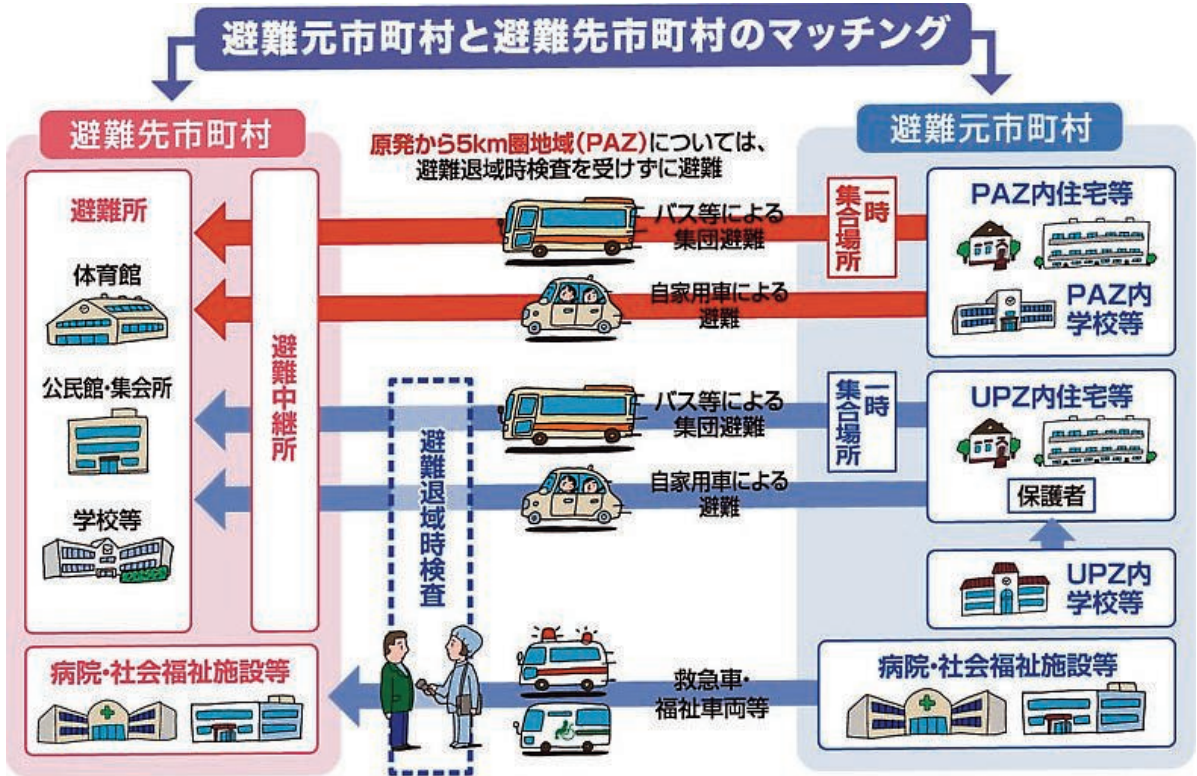 避難元市町村と避難先市町村のマッチング
避難先市町村
避難所
体育館
公民館・集会所
学校等
避難中継所
病院・社会福祉施設等
原発から5km圏地域(PAZ)については、
避難退域時検査を受けずに避難
バス等による
集団避難
自家用車による
避難
バス等による
集団避難
自家用車による
避難
避難退域時検査
救急車・
福祉車両等
避難元市町村
一時
集合場所
PAZ内住宅等
PAZ内
学校等
一時
集合場所
UPZ内住宅等
保護者
UPZ内
学校等
病院・社会福祉施設等